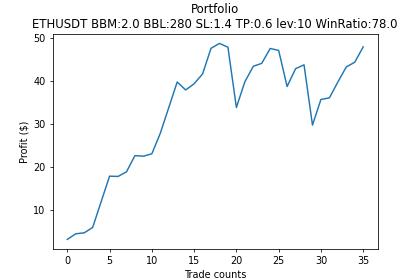 Portfolio
ETHUSDT BBM:2.0 BBL:280 SL:1.4 TP:0.6 lev:10 WinRatio:78.0
50
40
30
20
10
Profit ($)
0 5 10 15 20 25 30 35
Trade counts